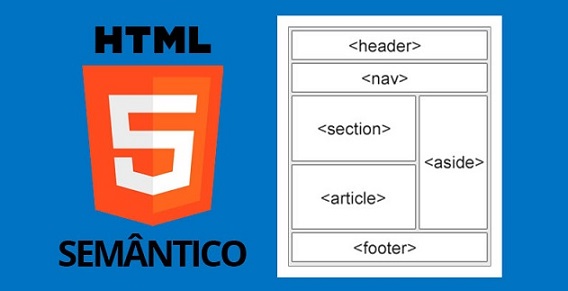 HTML
5
SEMÂNTICO
<header>
<nav>
<section>
<article>
<aside>
<footer>